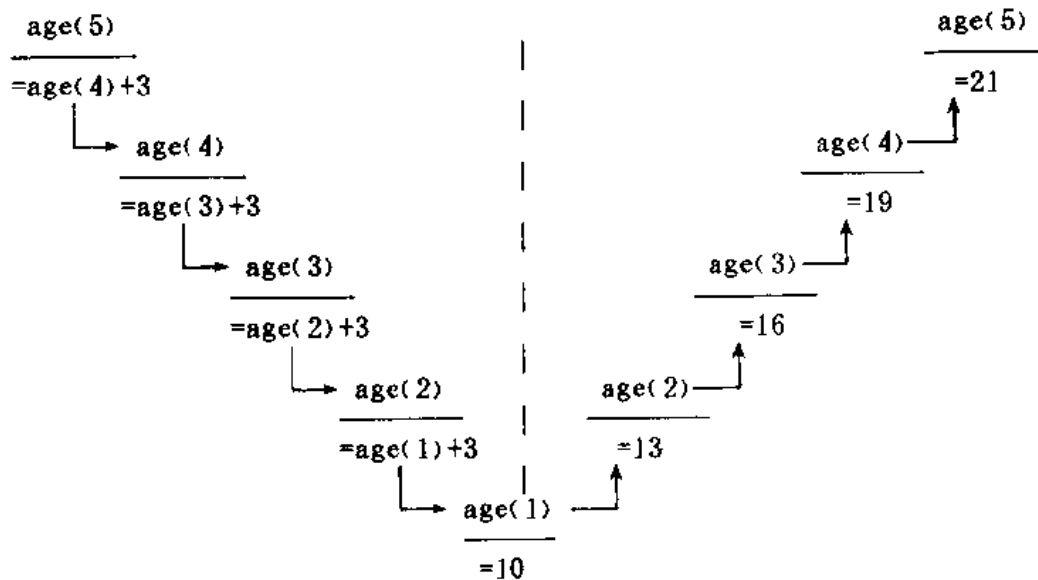 age(5)
=age(4)+3
age(4)
=age(3)+3
age(3)
=age(2)+3
age(2)
=age(1)+3
age(1)
=10
age(2)
=13
age(3)
=16
age(4)
=19
age(5)
=21